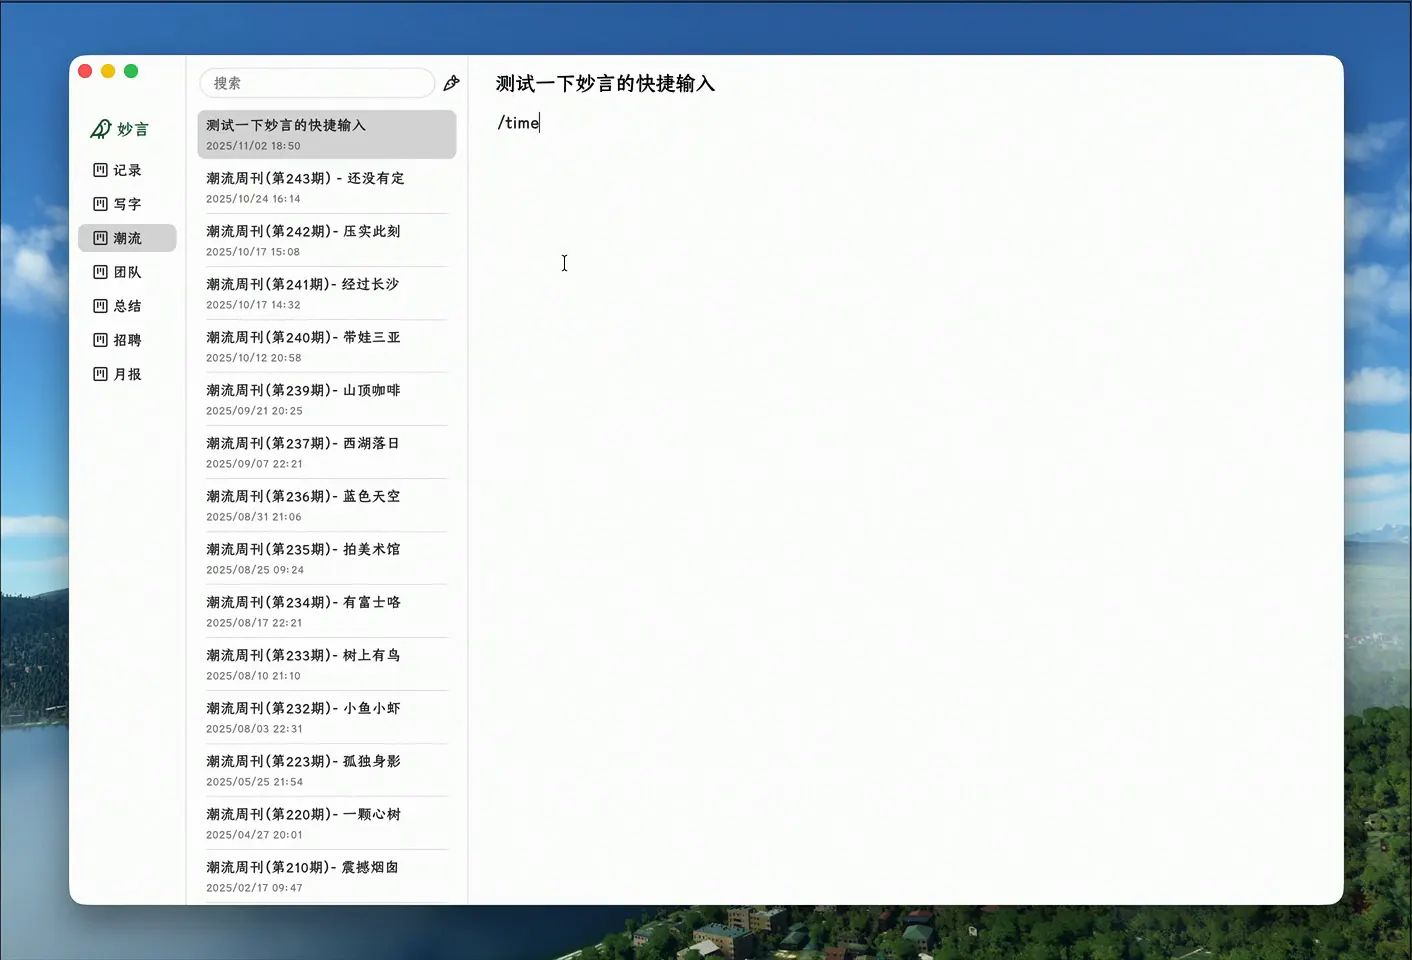 妙言
记录
写字
潮流
团队
总结
招聘
月报
搜索
测试一下妙言的快捷输入
2025/11/02 18:50
潮流周刊(第243期) - 还没有定
2025/10/24 16:14
潮流周刊(第242期)- 压实此刻
2025/10/17 15:08
潮流周刊(第241期)- 经过长沙
2025/10/17 14:32
潮流周刊(第240期)- 带娃三亚
2025/10/12 20:58
潮流周刊(第239期)- 山顶咖啡
2025/09/21 20:25
潮流周刊(第237期)- 西湖落日
2025/09/07 22:21
潮流周刊(第236期)- 蓝色天空
2025/08/31 21:06
潮流周刊(第235期)- 拍美术馆
2025/08/25 09:24
潮流周刊(第234期)- 有富士咯
2025/08/17 22:21
潮流周刊(第233期)- 树上有鸟
2025/08/10 21:10
潮流周刊(第232期)- 小鱼小虾
2025/08/03 22:31
潮流周刊(第223期)- 孤独身影
2025/05/25 21:54
潮流周刊(第220期)- 一颗心树
2025/04/27 20:01
潮流周刊(第210期)- 震撼烟囱
2025/02/17 09:47
测试一下妙言的快捷输入
/time